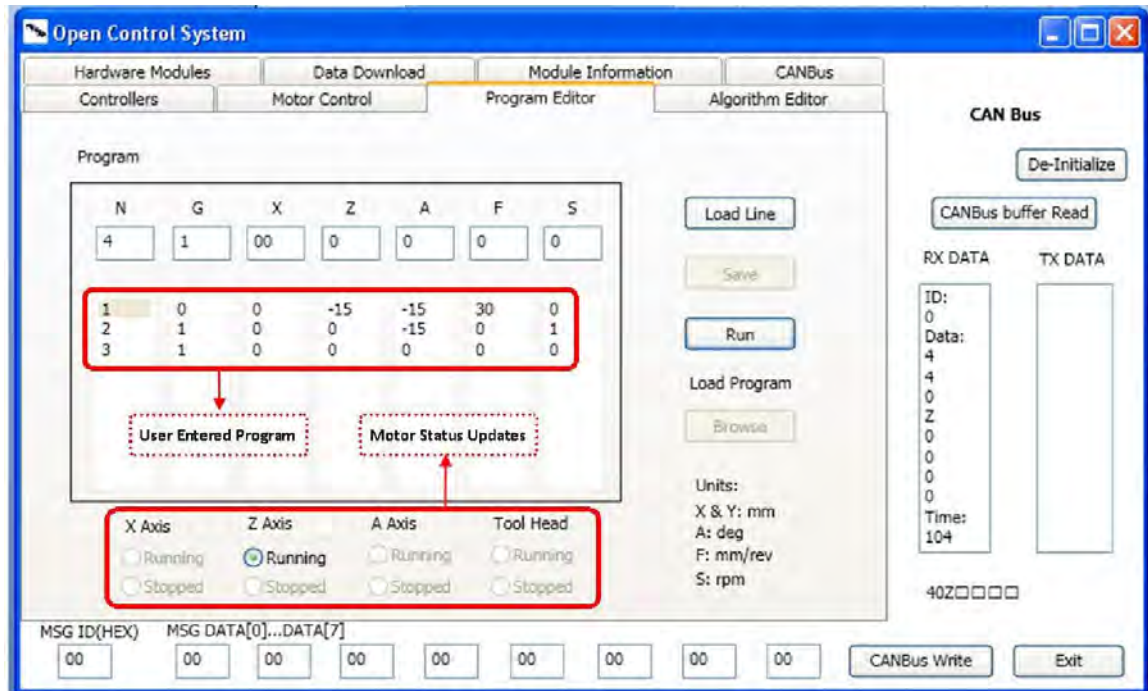 Open Control System
Hardware Modules Data Download Module Information CANBus
Controllers Motor Control Program Editor Algorithm Editor
CAN Bus
Program
De-Initialize
N G X Z A F S
4 1 00 0 0 0 0
Load Line
CANBus buffer Read
Save
RX DATA TX DATA
1 0 0 -15 -15 30 0
2 1 0 0 -15 0 1
3 1 0 0 0 0 0
Run
ID:
0
Data:
4
4
0
Z
0
0
0
0
Time:
104
Load Program
Browse
User Entered Program Motor Status Updates
Units:
X & Y: mm
A: deg
F: mm/rev
S: rpm
X Axis Z Axis A Axis Tool Head
Running Running Running Running
Stopped Stopped Stopped Stopped
40Z□□□□
MSG ID(HEX) MSG DATA[0]...DATA[7]
00 00 00 00 00 00 00 00 00
CANBus Write Exit